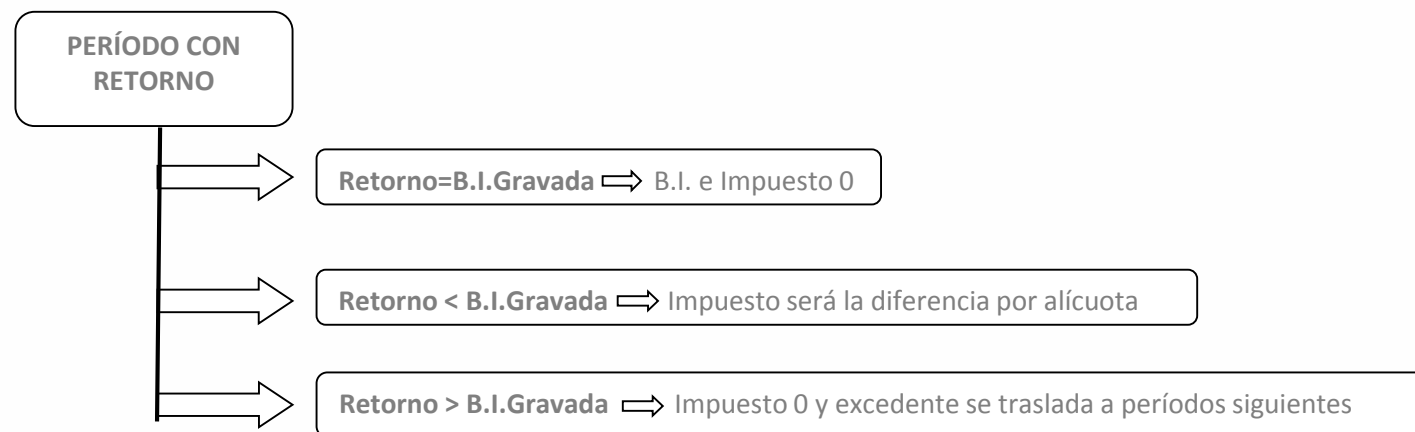 PERÍODO CON
RETORNO
Retorno=B.I.Gravada B.I. e Impuesto 0
Retorno < B.I.Gravada Impuesto será la diferencia por alícuota
Retorno > B.I.Gravada Impuesto 0 y excedente se traslada a períodos siguientes